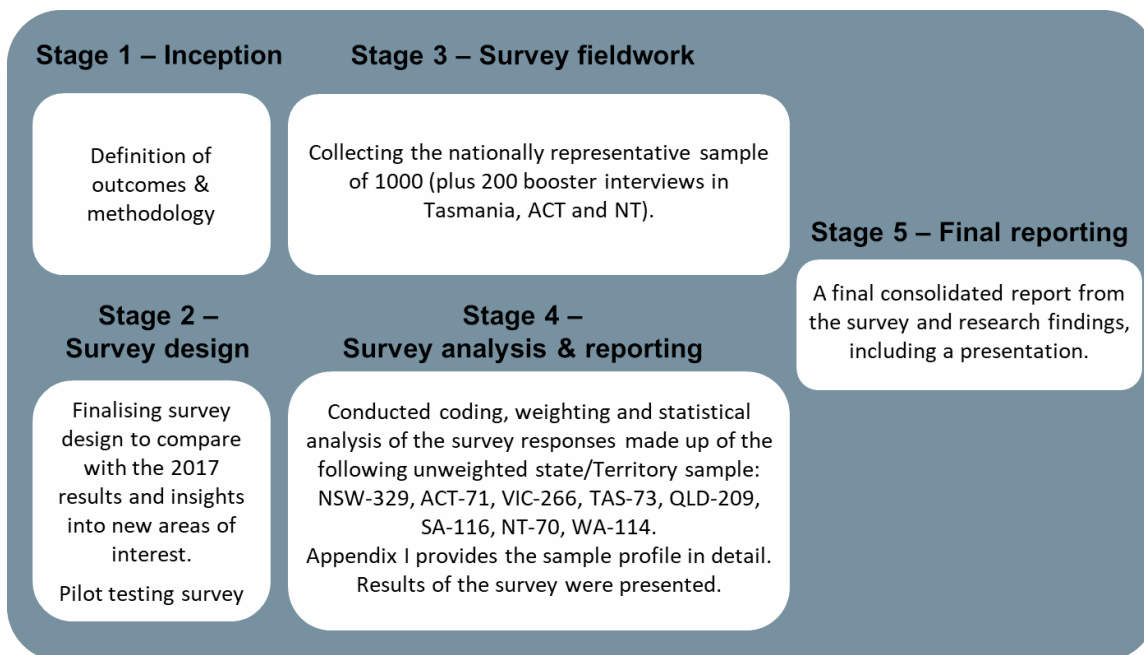 Stage 1 – Inception
Definition of
outcomes &
methodology
Stage 2 –
Survey design
Finalising survey
design to compare
with the 2017
results and insights
into new areas of
interest.
Pilot testing survey
Stage 3 – Survey fieldwork
Collecting the nationally representative sample
of 1000 (plus 200 booster interviews in
Tasmania, ACT and NT).
Stage 4 –
Survey analysis & reporting
Conducted coding, weighting and statistical
analysis of the survey responses made up of the
following unweighted state/Territory sample:
NSW-329, ACT-71, VIC-266, TAS-73, QLD-209,
SA-116, NT-70, WA-114.
Appendix I provides the sample profile in detail.
Results of the survey were presented.
Stage 5 – Final reporting
A final consolidated report from
the survey and research findings,
including a presentation.